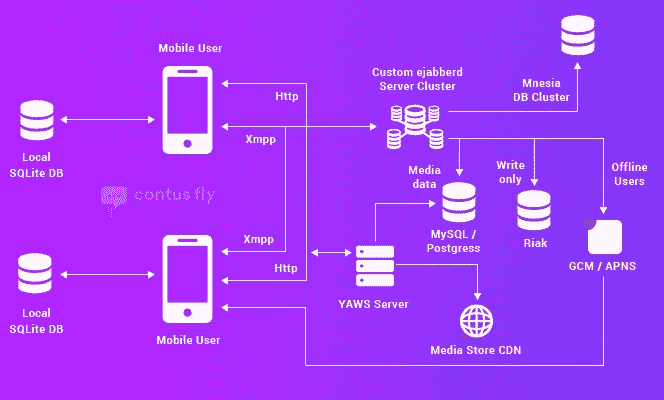 Mobile User
Custom ejabberd
Server Cluster
Mnesia
DB Cluster
Http
Xmpp
Local
SQLite DB
Media
data
Write
only
Offline
Users
contus fly
MySQL /
Postgress
Riak
GCM / APNS
Xmpp
Http
YAWS Server
Local
SQLite DB
Mobile User
Media Store CDN